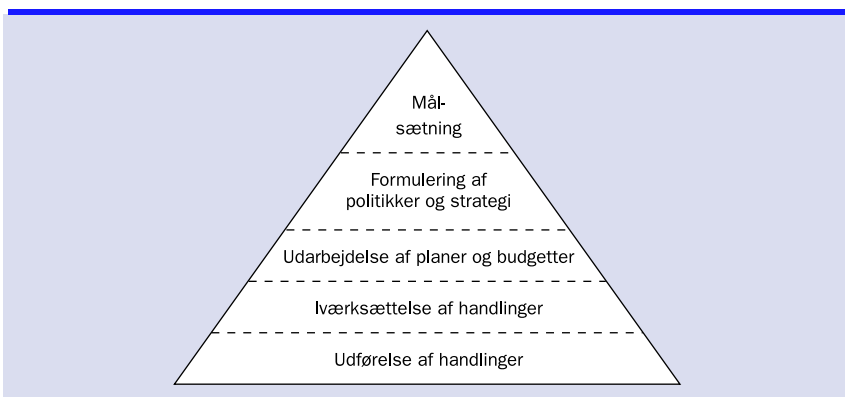 Mål-
sætning
Formulering af
politikker og strategi
Udarbejdelse af planer og budgetter
Iværksættelse af handlinger
Udførelse af handlinger